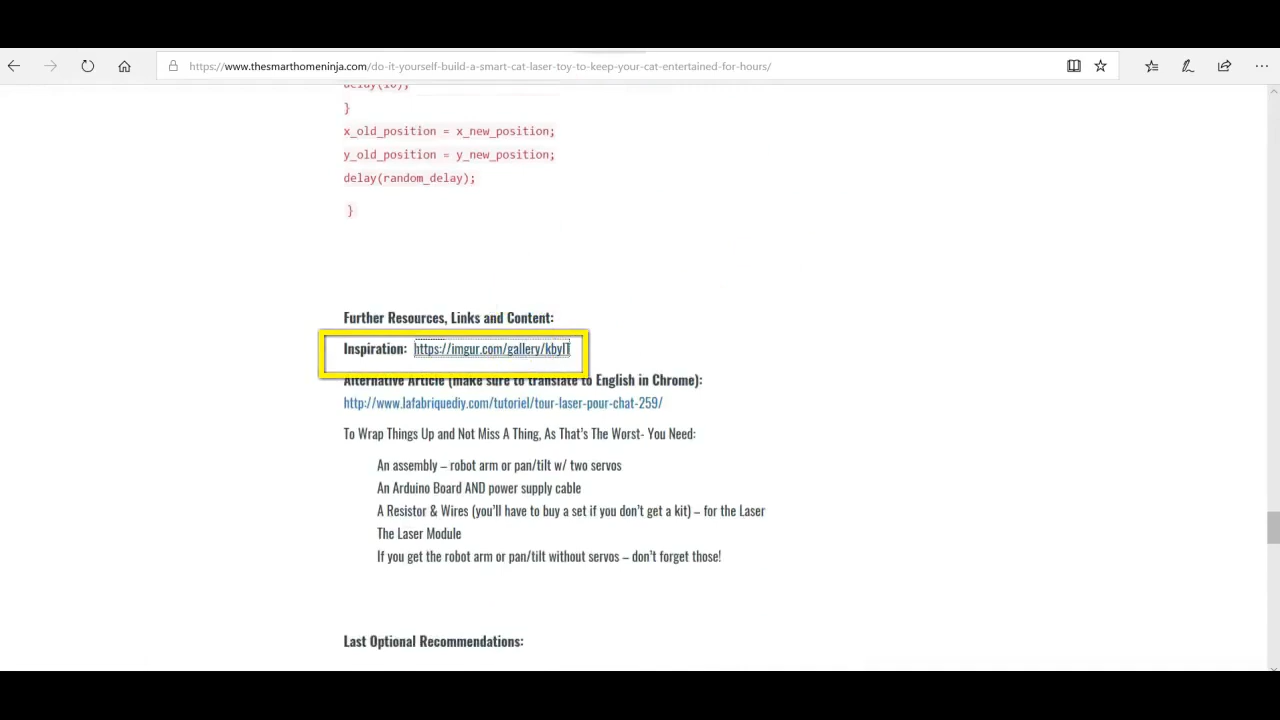 https://www.thesmarthomeninja.com/do-it-yourself-build-a-smart-cat-laser-toy-to-keep-your-cat-entertained-for-hours/
delay(10);
}
x_old_position = x_new_position;
y_old_position = y_new_position;
delay(random_delay);
}
Further Resources, Links and Content:
Inspiration:
Alternative Article (make sure to translate to English in Chrome):
http://www.lafabriquediy.com/tutoriel/tour-laser-pour-chat-259/
To Wrap Things Up and Not Miss A Thing, As That's The Worst- You Need:
An assembly – robot arm or pan/tilt w/ two servos
An Arduino Board AND power supply cable
A Resistor & Wires (you'll have to buy a set if you don't get a kit) – for the Laser
The Laser Module
If you get the robot arm or pan/tilt without servos – don't forget those!
Last Optional Recommendations: